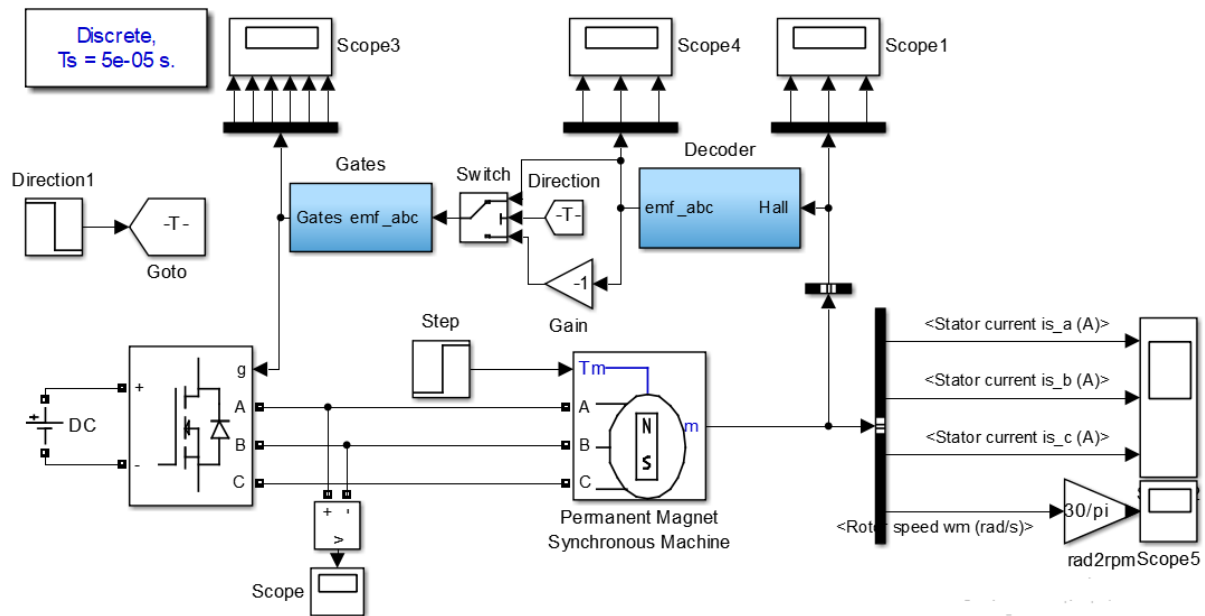 Discrete,
Ts = 5e-05 s.
Scope3
Scope4
Scope1
Direction1
-T-
Goto
Gates
Gates emf_abc
Switch
Direction
-T-
-1
Gain
Decoder
emf_abc Hall
Step
+
DC
+
-
g
A
B
C
+ -
v
Scope
Tm
A
B
C
N
S
m
Permanent Magnet
Synchronous Machine
<Stator current is_a (A)>
<Stator current is_b (A)>
<Stator current is_c (A)>
<Rotor speed wm (rad/s)>
30/pi
rad2rpm
Scope5